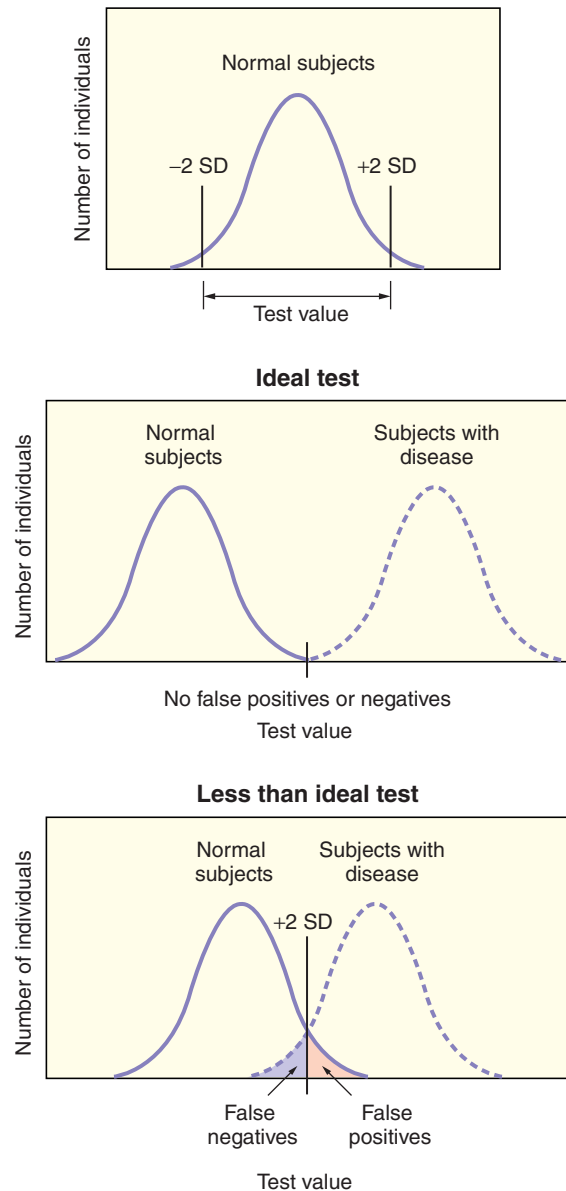 Number of individuals
Normal subjects
–2 SD
+2 SD
Test value
Ideal test
Number of individuals
Normal
subjects
Subjects with
disease
No false positives or negatives
Test value
Less than ideal test
Number of individuals
Normal
subjects
Subjects with
disease
+2 SD
False
negatives
False
positives
Test value